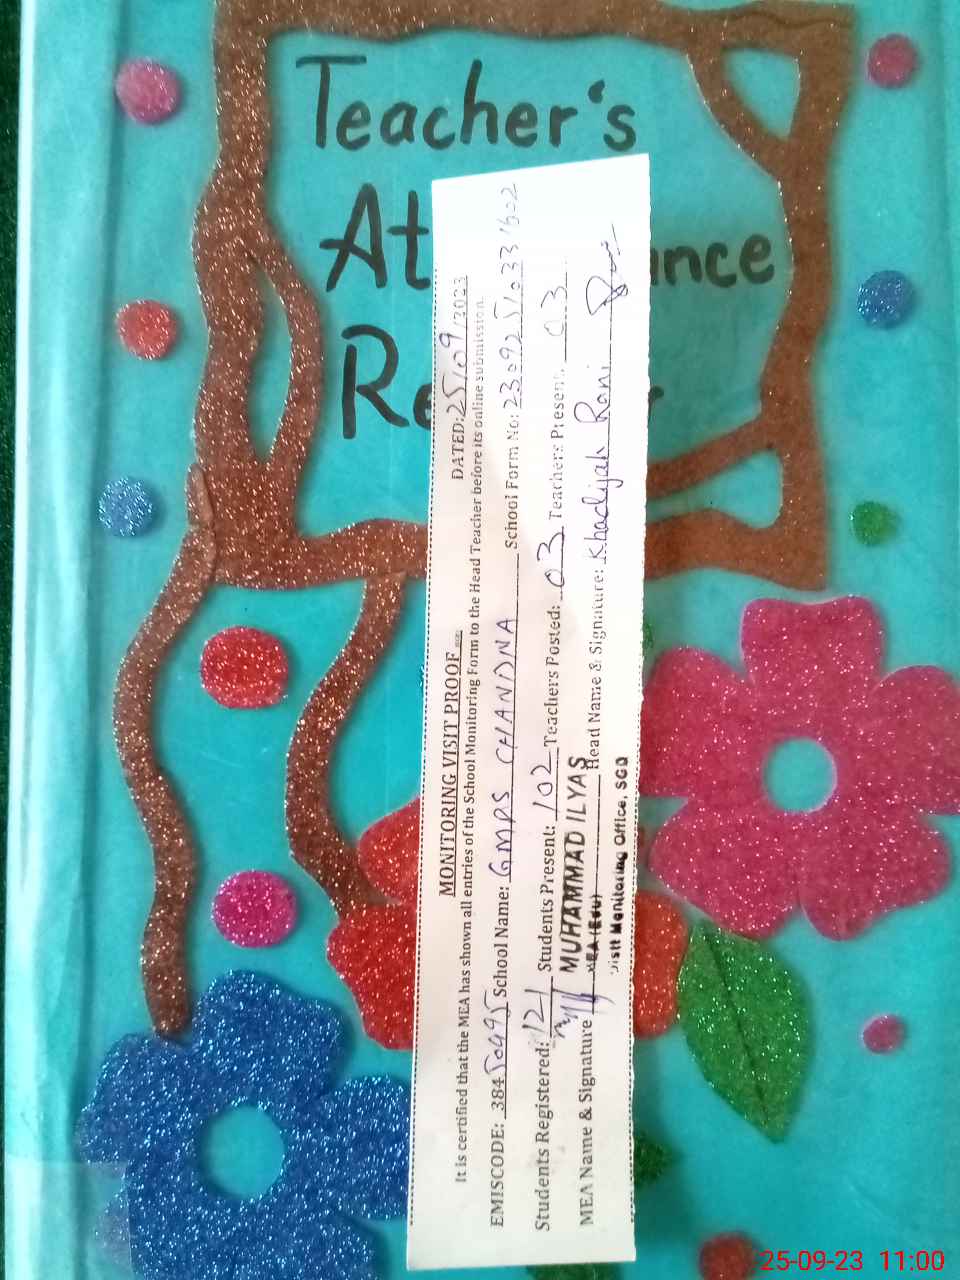 Teacher's
At ance
Re r
MONITORING VISIT PROOF
DATED: 25/09/2023
It is certified that the MEA has shown all entries of the School Monitoring Form to the Head Teacher before its online submission.
EMISCODE: 38450495 School Name: GMPS CHANDNA School Form No:
Students Registered: 121 Students Present: 102 Teachers Posted: 03 Teachers Present: 03
MUHAMMAD ILYAS
MEA Name & Signature Head Name & Signature: Khadijah Rani
MEA (Edu)
Distt Monitoring Office, SGD
25-09-23 11:00